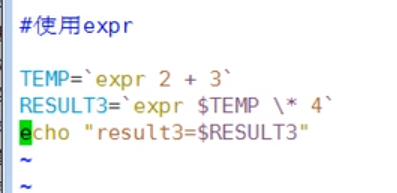 #使用expr
TEMP=`expr 2 + 3`
RESULT3=`expr $TEMP \* 4`
echo "result3=$RESULT3"
~
~